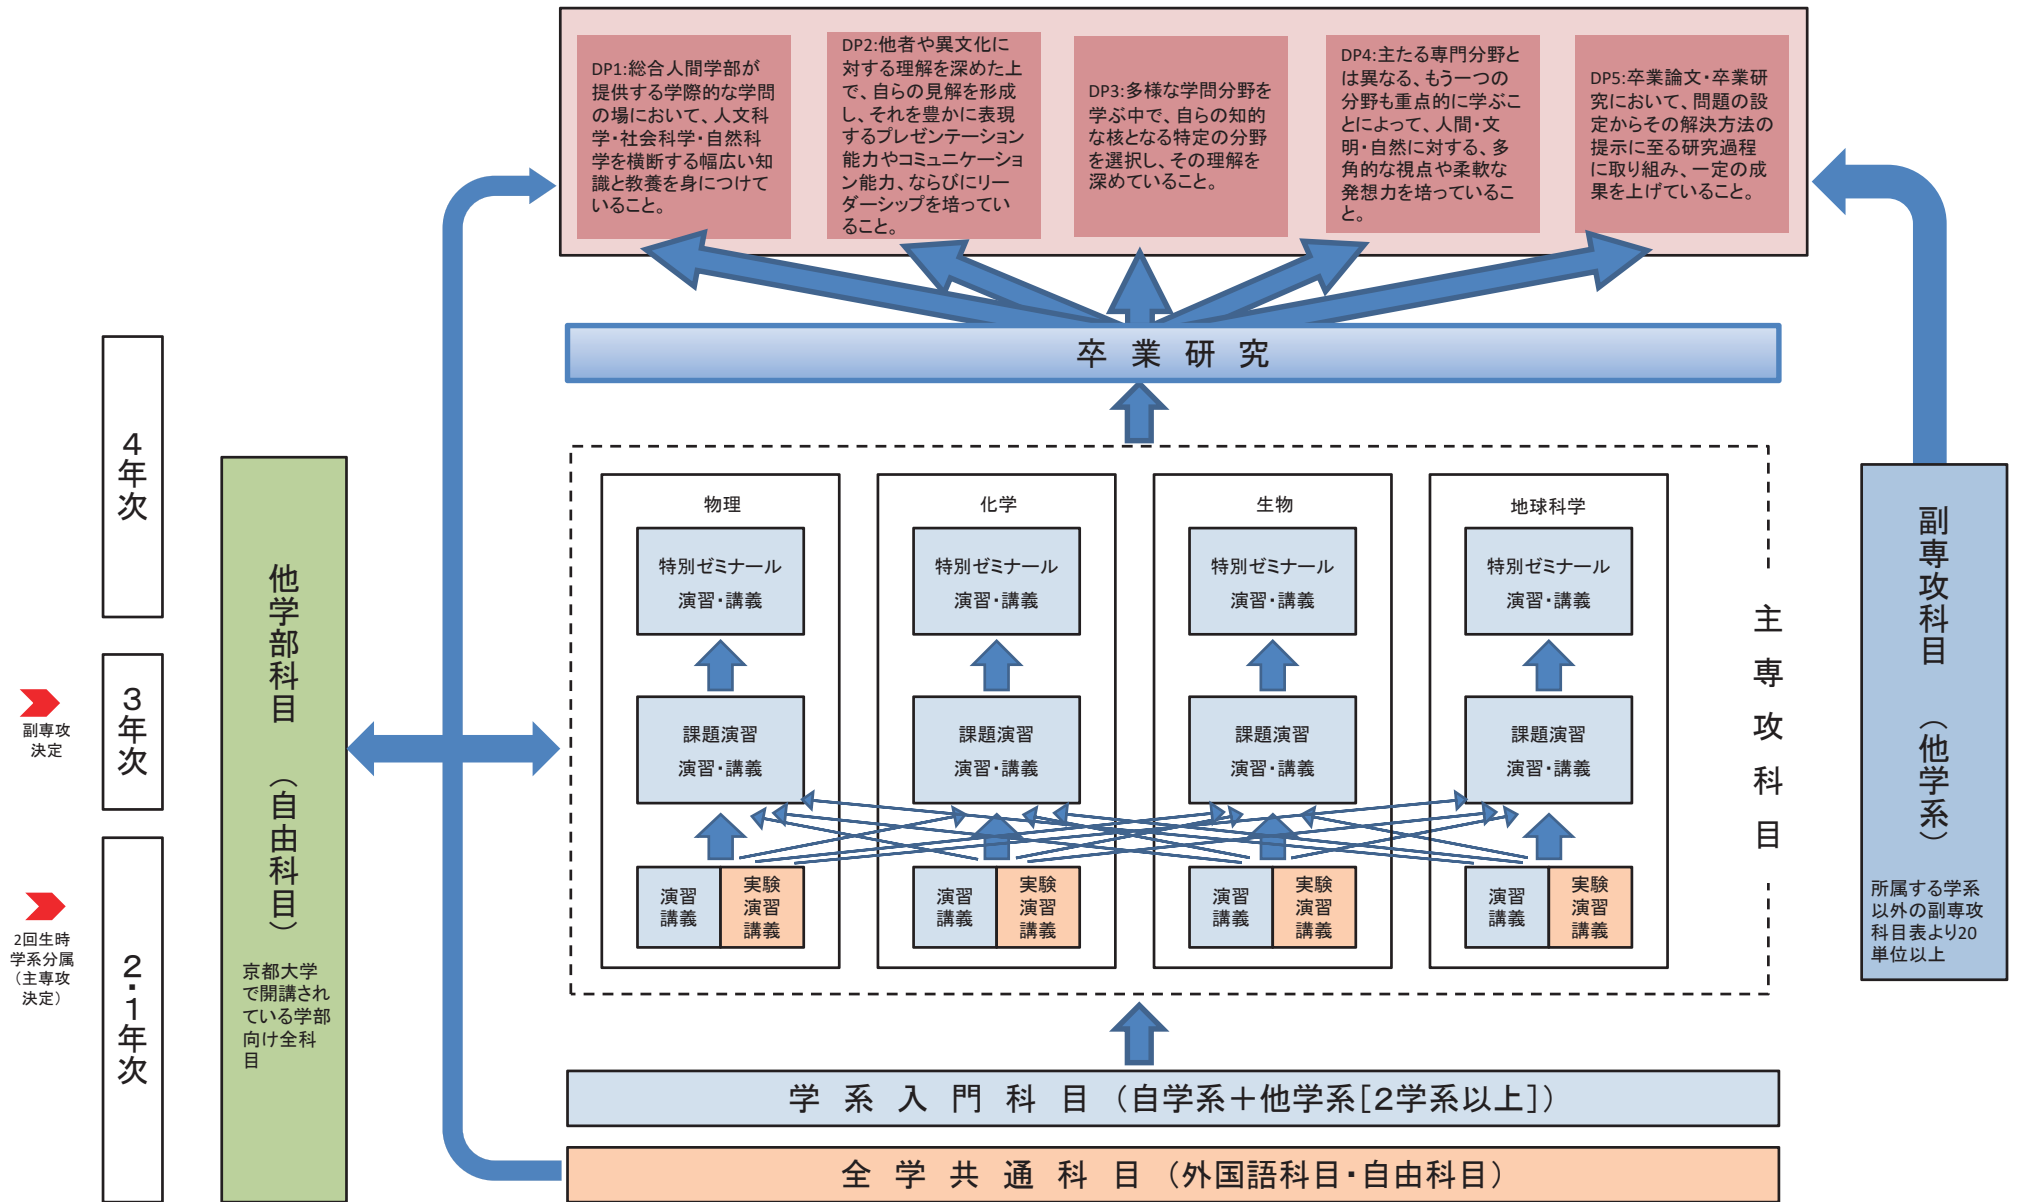 DP1:総合人間学部が
提供する学際的な学問
の場において、人文科
学・社会科学・自然科
学を横断する幅広い知
識と教養を身につけて
いること。
DP2:他者や異文化に
対する理解を深めた上
で、自らの見解を形成
し、それを豊かに表現
するプレゼンテーション
能力やコミュニケーショ
ン能力、ならびにリー
ダーシップを培ってい
ること。
DP3:多様な学問分野を
学ぶ中で、自らの知的
な核となる特定の分野
を選択し、その理解を
深めていること。
DP4:主たる専門分野と
は異なる、もう一つの
分野も重点的に学ぶこ
とによって、人間・文
明・自然に対する、多
角的な視点や柔軟な
発想力を培っているこ
と。
DP5:卒業論文・卒業研
究において、問題の設
定からその解決方法の
提示に至る研究過程
に取り組み、一定の成
果を上げていること。
卒業研究
4年次
3年次
2・1年次
副専攻
決定
2回生時
学系分属
(主専攻
決定)
他学部科目(自由科目)
京都大学
で開講され
ている学部
向け全科
目
物理
特別ゼミナール
演習・講義
課題演習
演習・講義
演習
講義
実験
演習
講義
化学
特別ゼミナール
演習・講義
課題演習
演習・講義
演習
講義
実験
演習
講義
生物
特別ゼミナール
演習・講義
課題演習
演習・講義
演習
講義
実験
演習
講義
地球科学
特別ゼミナール
演習・講義
課題演習
演習・講義
演習
講義
実験
演習
講義
主専攻科目
副専攻科目(他学系)
所属する学系
以外の副専攻
科目表より20
単位以上
学系入門科目(自学系+他学系[2学系以上])
全学共通科目(外国語科目・自由科目)